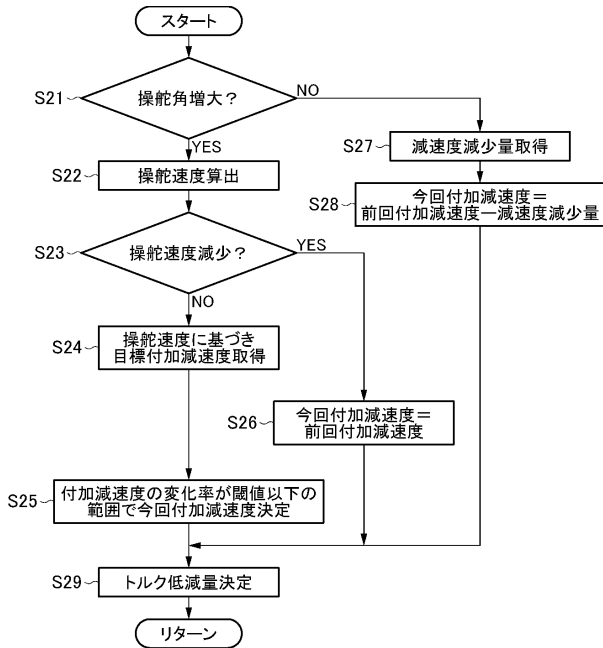 スタート
S21
操舵角増大？
NO
YES
S27
減速度減少量取得
S22
操舵速度算出
S28
今回付加減速度＝
前回付加減速度ー減速度減少量
S23
操舵速度減少？
YES
NO
S24
操舵速度に基づき
目標付加減速度取得
S26
今回付加減速度＝
前回付加減速度
S25
付加減速度の変化率が閾値以下の
範囲で今回付加減速度決定
S29
トルク低減量決定
リターン